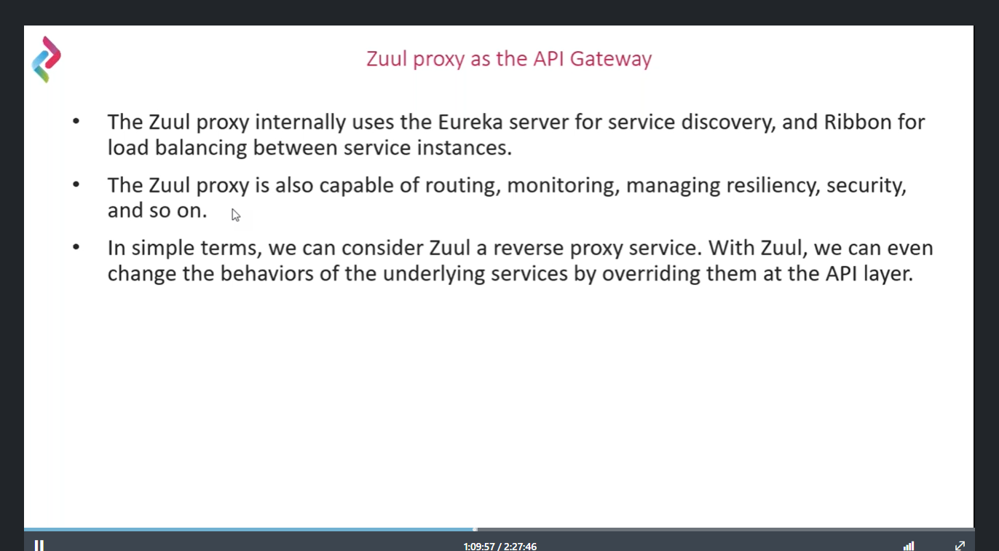 Zuul proxy as the API Gateway
• The Zuul proxy internally uses the Eureka server for service discovery, and Ribbon for
load balancing between service instances.
• The Zuul proxy is also capable of routing, monitoring, managing resiliency, security,
and so on.
• In simple terms, we can consider Zuul a reverse proxy service. With Zuul, we can even
change the behaviors of the underlying services by overriding them at the API layer.
1:09:57 / 2:27:46